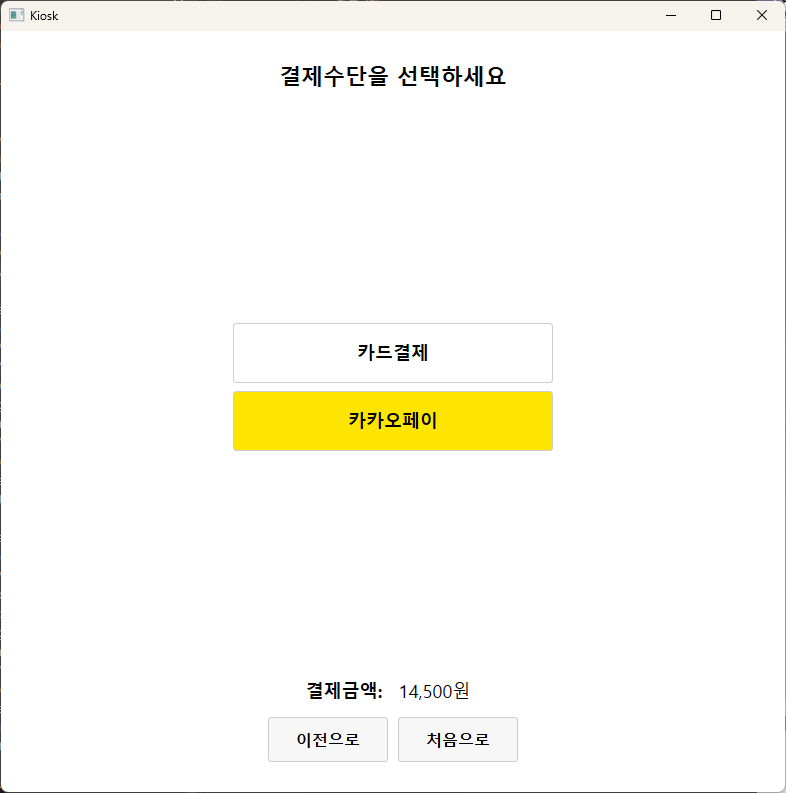 Kiosk
결제수단을 선택하세요
카드결제
카카오페이
결제금액: 14,500원
이전으로 처음으로